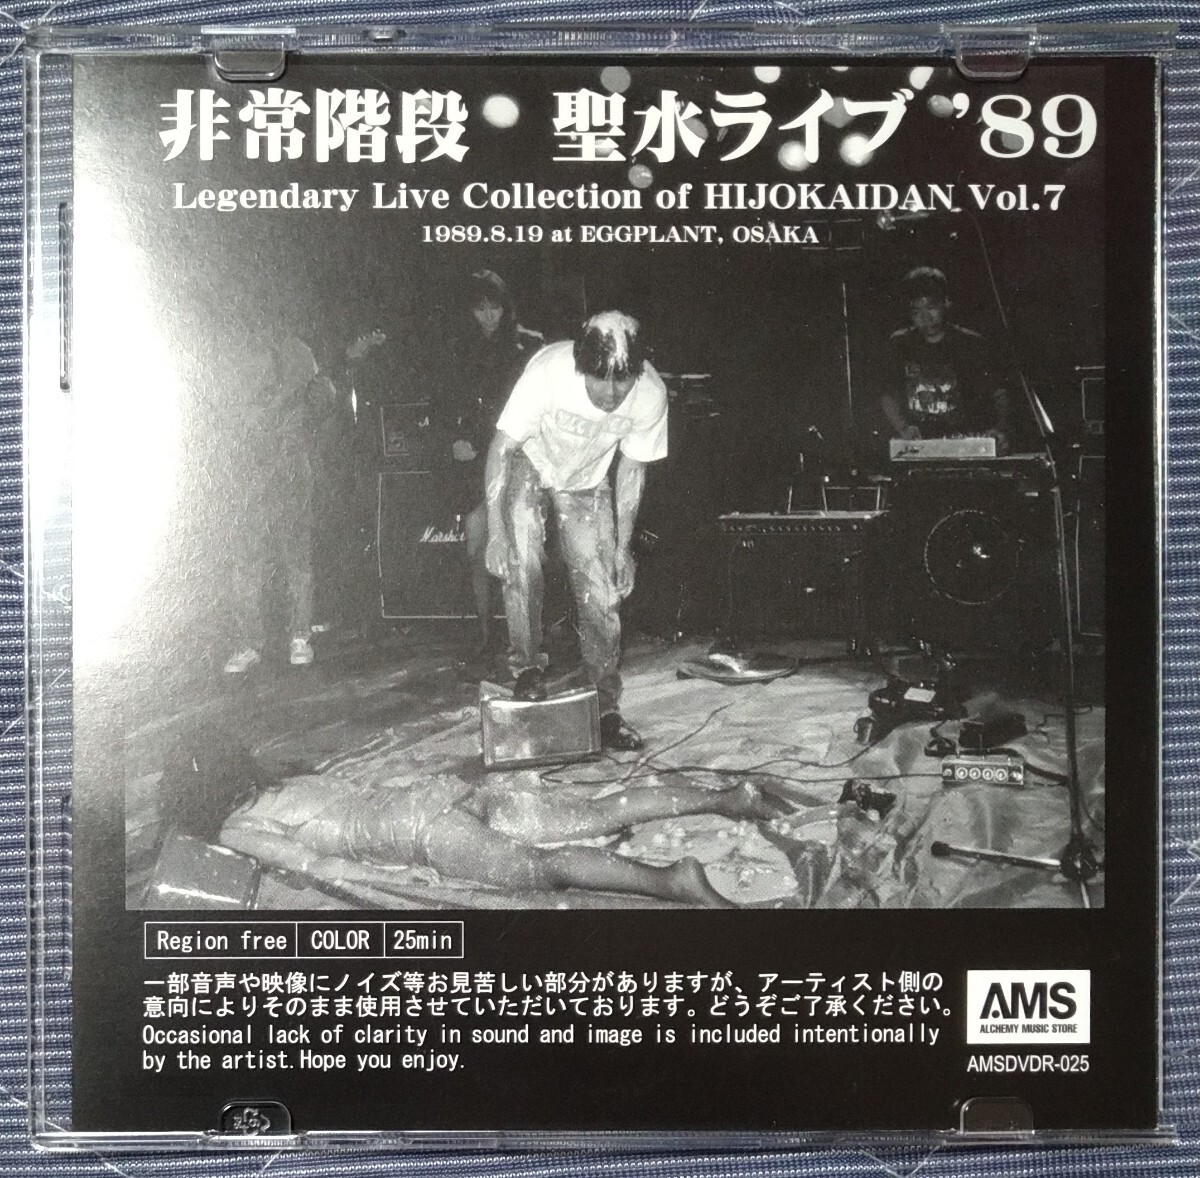 非常階段 聖水ライブ ’89
Legendary Live Collection of HIJOKAIDAN Vol.7
1989.8.19 at EGGPLANT, OSAKA
Marshall
Region free COLOR 25min
一部音声や映像にノイズ等お見苦しい部分がありますが、アーティスト側の
意向によりそのまま使用させていただいております。どうぞご了承ください。
Occasional lack of clarity in sound and image is included intentionally
by the artist.Hope you enjoy.
AMS
ALCHEMY MUSIC STORE
AMSDVDR-025